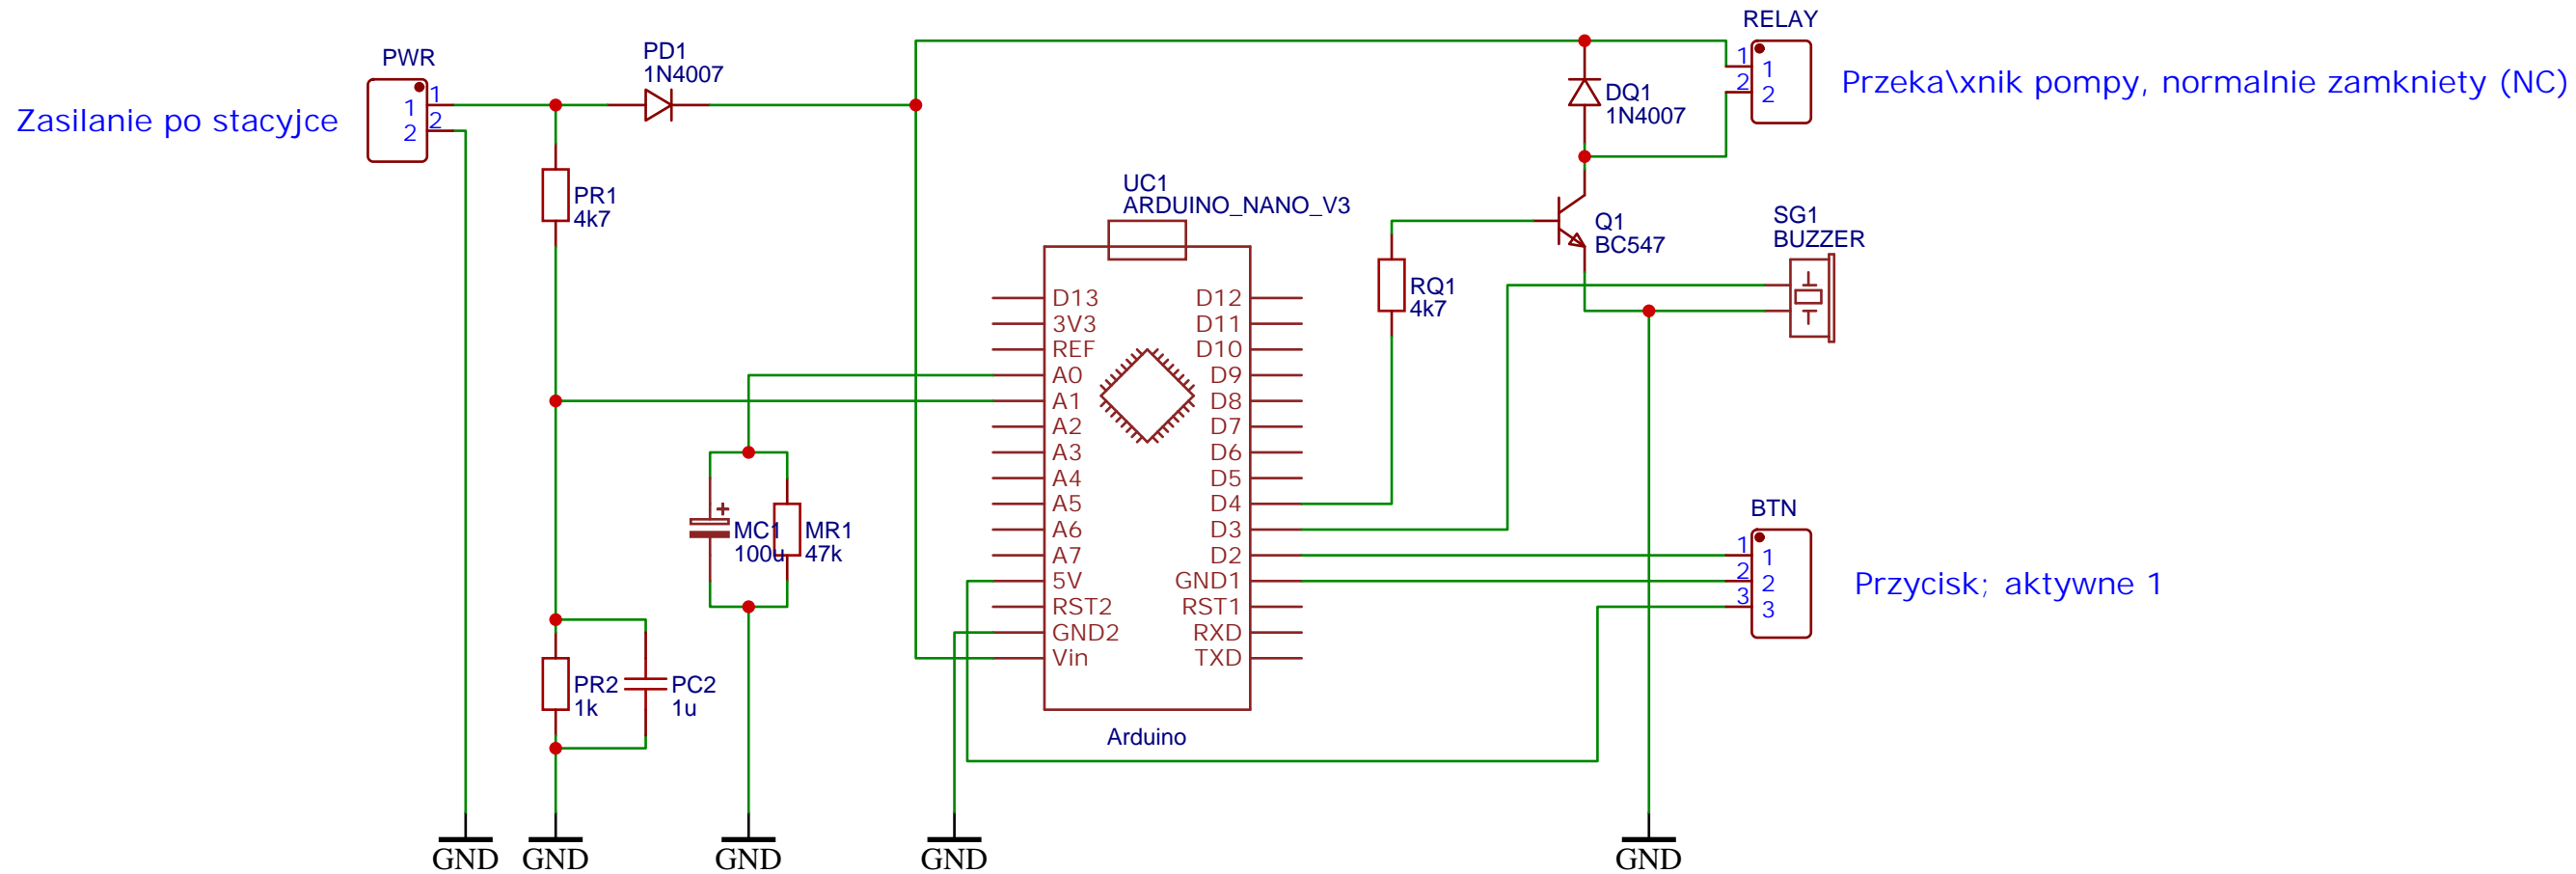 RELAY
1
2
1
2
Przeka\xnik pompy, normalnie zamkniety (NC)
PWR
1
2
1
2
Zasilanie po stacyjce
PD1
1N4007
DQ1
1N4007
PR1
4k7
UC1
ARDUINO_NANO_V3
Q1
BC547
SG1
BUZZER
RQ1
4k7
D13
3V3
REF
A0
A1
A2
A3
A4
A5
A6
A7
5V
RST2
GND2
Vin
D12
D11
D10
D9
D8
D7
D6
D5
D4
D3
D2
GND1
RST1
RXD
TXD
Arduino
+
MC1
100u
MR1
47k
BTN
1
2
3
1
2
3
Przycisk; aktywne 1
PR2
1k
PC2
1u
GND
GND
GND
GND
GND